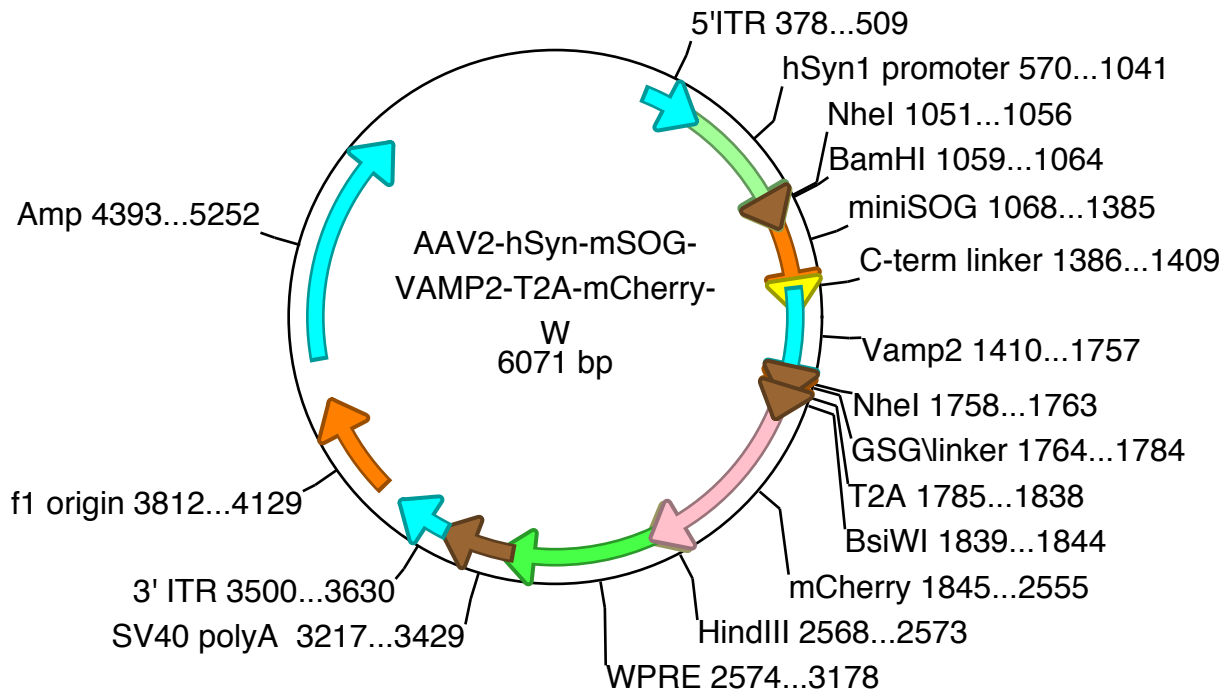 5'ITR 378...509
hSyn1 promoter 570...1041
NheI 1051...1056
BamHI 1059...1064
miniSOG 1068...1385
C-term linker 1386...1409
Vamp2 1410...1757
NheI 1758...1763
GSG\linker 1764...1784
T2A 1785...1838
BsiWI 1839...1844
mCherry 1845...2555
HindIII 2568...2573
WPRE 2574...3178
SV40 polyA 3217...3429
3' ITR 3500...3630
f1 origin 3812...4129
Amp 4393...5252
AAV2-hSyn-mSOG-
VAMP2-T2A-mCherry-
W
6071 bp